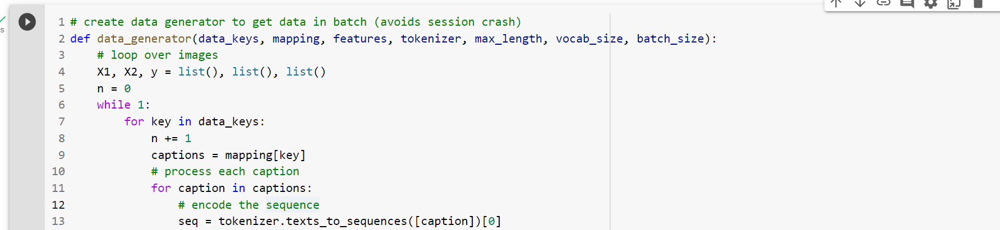 s
1 # create data generator to get data in batch (avoids session crash)
2 def data_generator(data_keys, mapping, features, tokenizer, max_length, vocab_size, batch_size):
3     # loop over images
4     X1, X2, y = list(), list(), list()
5     n = 0
6     while 1:
7         for key in data_keys:
8             n += 1
9             captions = mapping[key]
10             # process each caption
11             for caption in captions:
12                 # encode the sequence
13                 seq = tokenizer.texts_to_sequences([caption])[0]